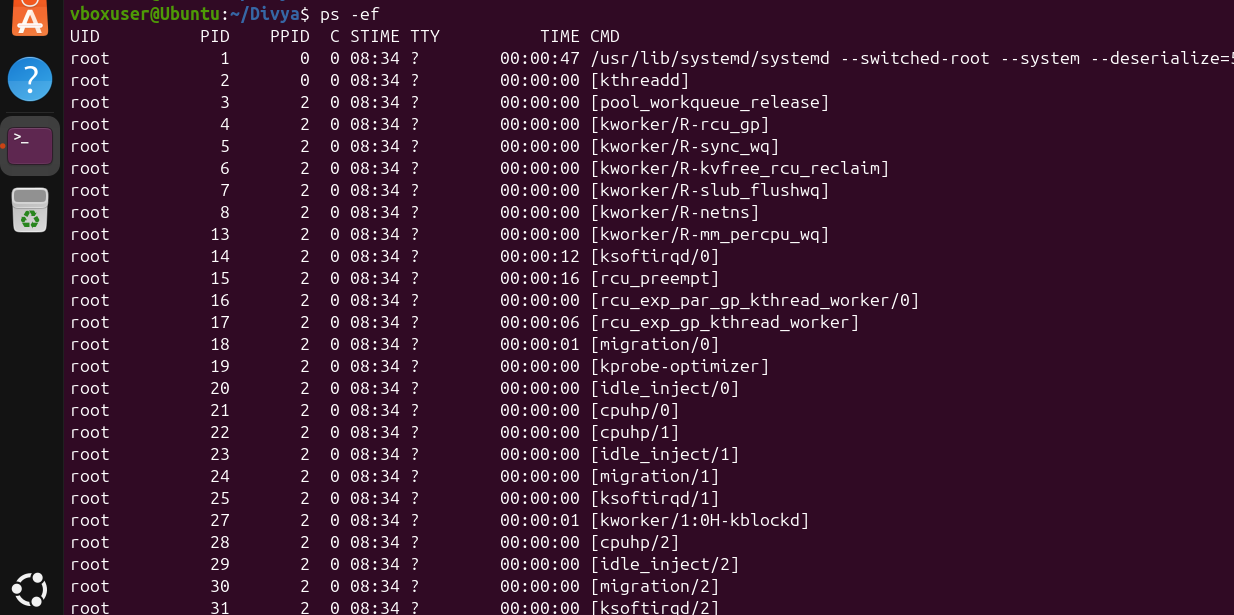 vboxuser@Ubuntu:~/Divya$ ps -ef
UID          PID    PPID  C STIME TTY          TIME CMD
root           1       0  0 08:34 ?        00:00:47 /usr/lib/systemd/systemd --switched-root --system --deserialize=5
root           2       0  0 08:34 ?        00:00:00 [kthreadd]
root           3       2  0 08:34 ?        00:00:00 [pool_workqueue_release]
root           4       2  0 08:34 ?        00:00:00 [kworker/R-rcu_gp]
root           5       2  0 08:34 ?        00:00:00 [kworker/R-sync_wq]
root           6       2  0 08:34 ?        00:00:00 [kworker/R-kvfree_rcu_reclaim]
root           7       2  0 08:34 ?        00:00:00 [kworker/R-slub_flushwq]
root           8       2  0 08:34 ?        00:00:00 [kworker/R-netns]
root          13       2  0 08:34 ?        00:00:00 [kworker/R-mm_percpu_wq]
root          14       2  0 08:34 ?        00:00:12 [ksoftirqd/0]
root          15       2  0 08:34 ?        00:00:16 [rcu_preempt]
root          16       2  0 08:34 ?        00:00:00 [rcu_exp_par_gp_kthread_worker/0]
root          17       2  0 08:34 ?        00:00:06 [rcu_exp_gp_kthread_worker]
root          18       2  0 08:34 ?        00:00:01 [migration/0]
root          19       2  0 08:34 ?        00:00:00 [kprobe-optimizer]
root          20       2  0 08:34 ?        00:00:00 [idle_inject/0]
root          21       2  0 08:34 ?        00:00:00 [cpuhp/0]
root          22       2  0 08:34 ?        00:00:00 [cpuhp/1]
root          23       2  0 08:34 ?        00:00:00 [idle_inject/1]
root          24       2  0 08:34 ?        00:00:00 [migration/1]
root          25       2  0 08:34 ?        00:00:00 [ksoftirqd/1]
root          27       2  0 08:34 ?        00:00:01 [kworker/1:0H-kblockd]
root          28       2  0 08:34 ?        00:00:00 [cpuhp/2]
root          29       2  0 08:34 ?        00:00:00 [idle_inject/2]
root          30       2  0 08:34 ?        00:00:00 [migration/2]
root          31       2  0 08:34 ?        00:00:00 [ksoftirqd/2]